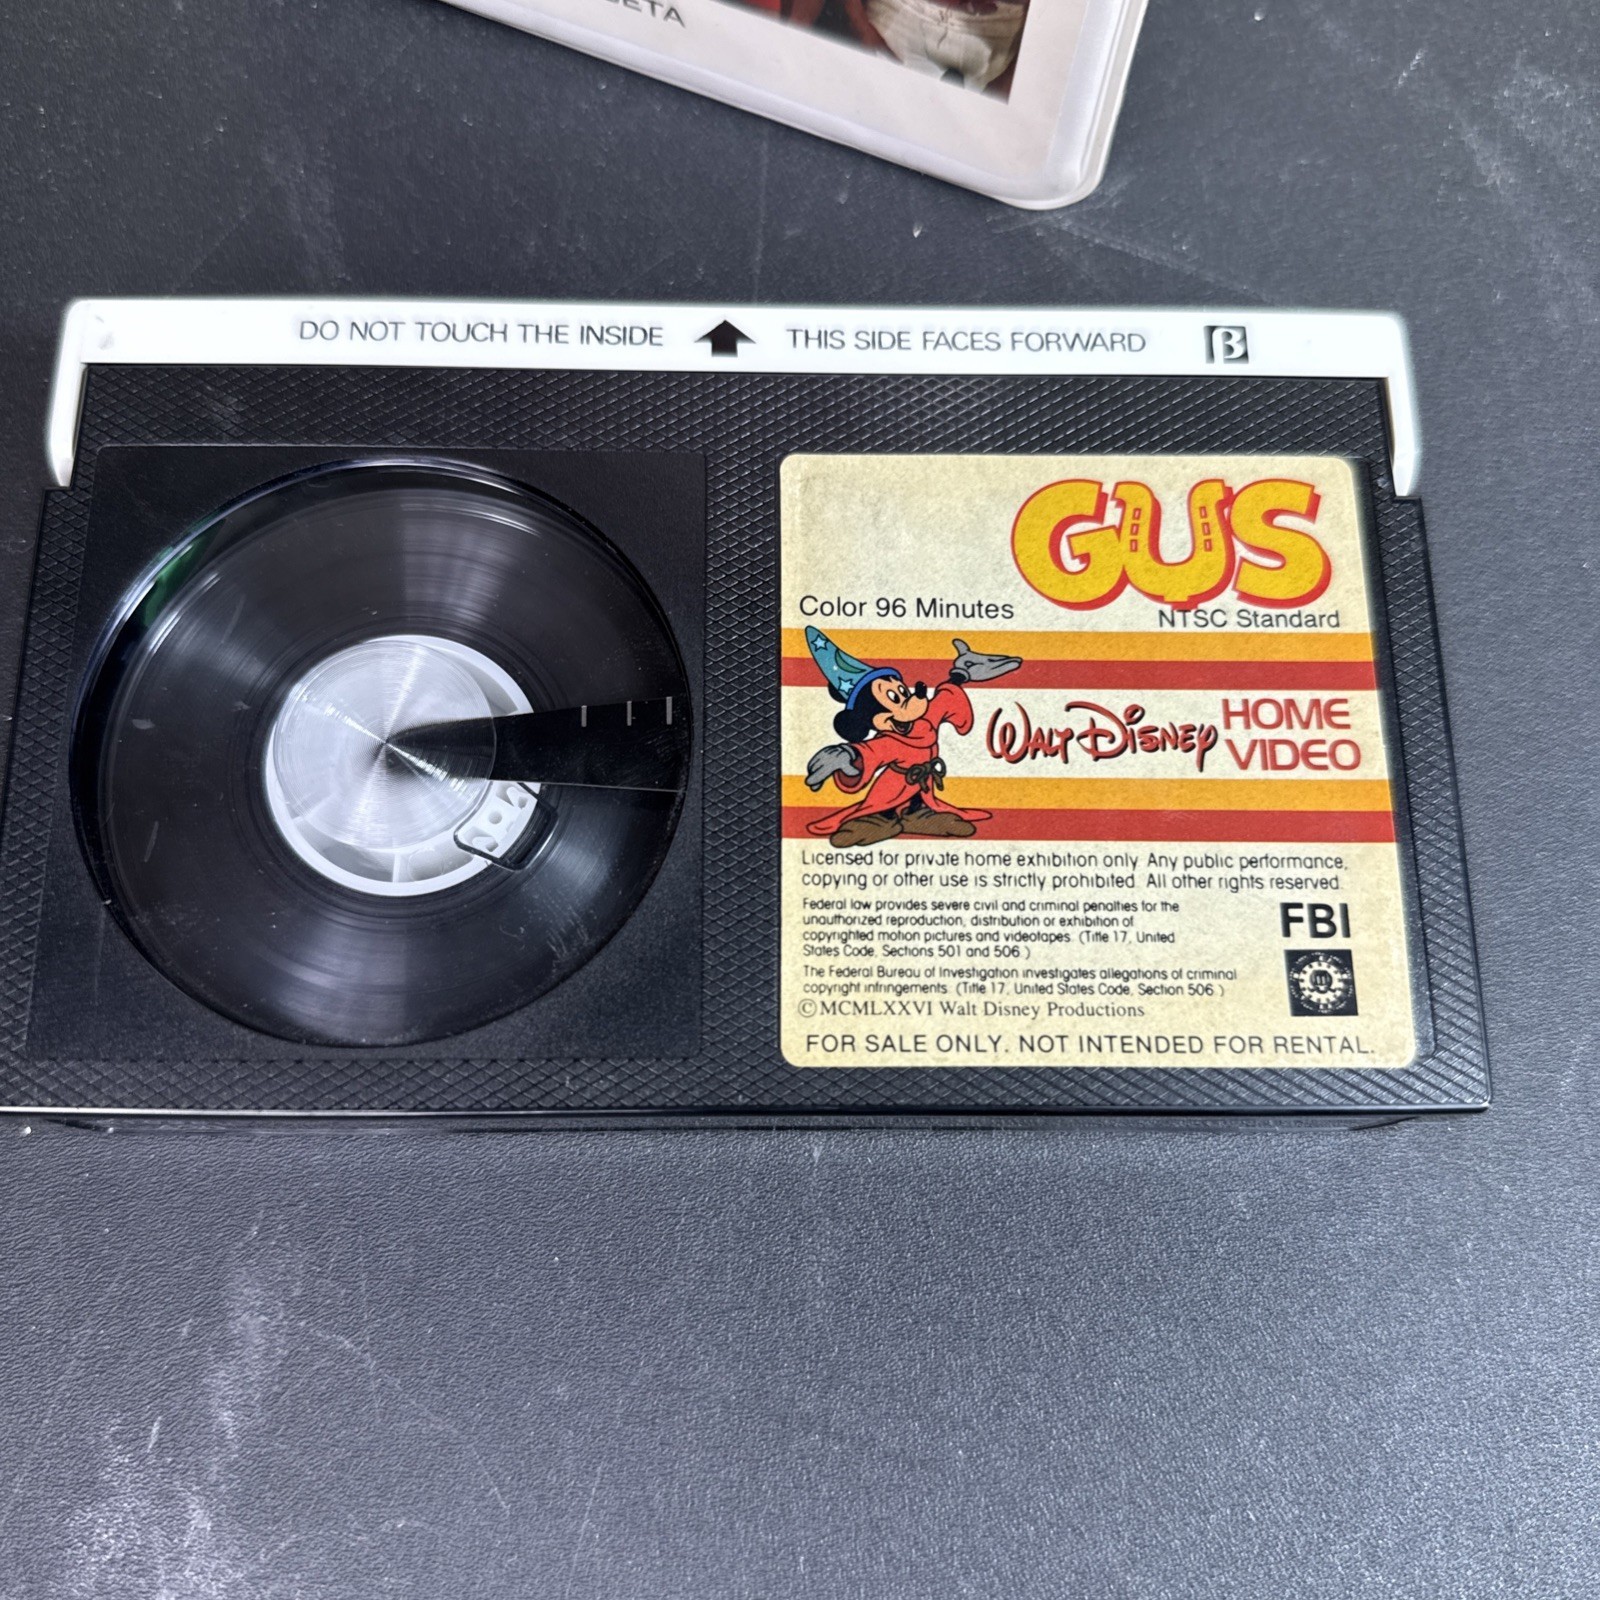 BETA
DO NOT TOUCH THE INSIDE THIS SIDE FACES FORWARD β
GUS
Color 96 Minutes
NTSC Standard
WALT DISNEY HOME VIDEO
Licensed for private home exhibition only. Any public performance,
copying or other use is strictly prohibited. All other rights reserved.
Federal law provides severe civil and criminal penalties for the
unauthorized reproduction, distribution or exhibition of
copyrighted motion pictures and videotapes. (Title 17, United
States Code, Sections 501 and 506.)
FBI
The Federal Bureau of Investigation investigates allegations of criminal
copyright infringements. (Title 17, United States Code, Section 506.)
©MCMLXXVI Walt Disney Productions
FOR SALE ONLY. NOT INTENDED FOR RENTAL.